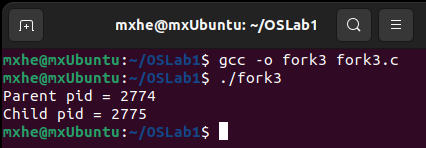 mxhe@mxUbuntu: ~/OSLab1
mxhe@mxUbuntu:~/OSLab1$ gcc -o fork3 fork3.c
mxhe@mxUbuntu:~/OSLab1$ ./fork3
Parent pid = 2774
Child pid = 2775
mxhe@mxUbuntu:~/OSLab1$